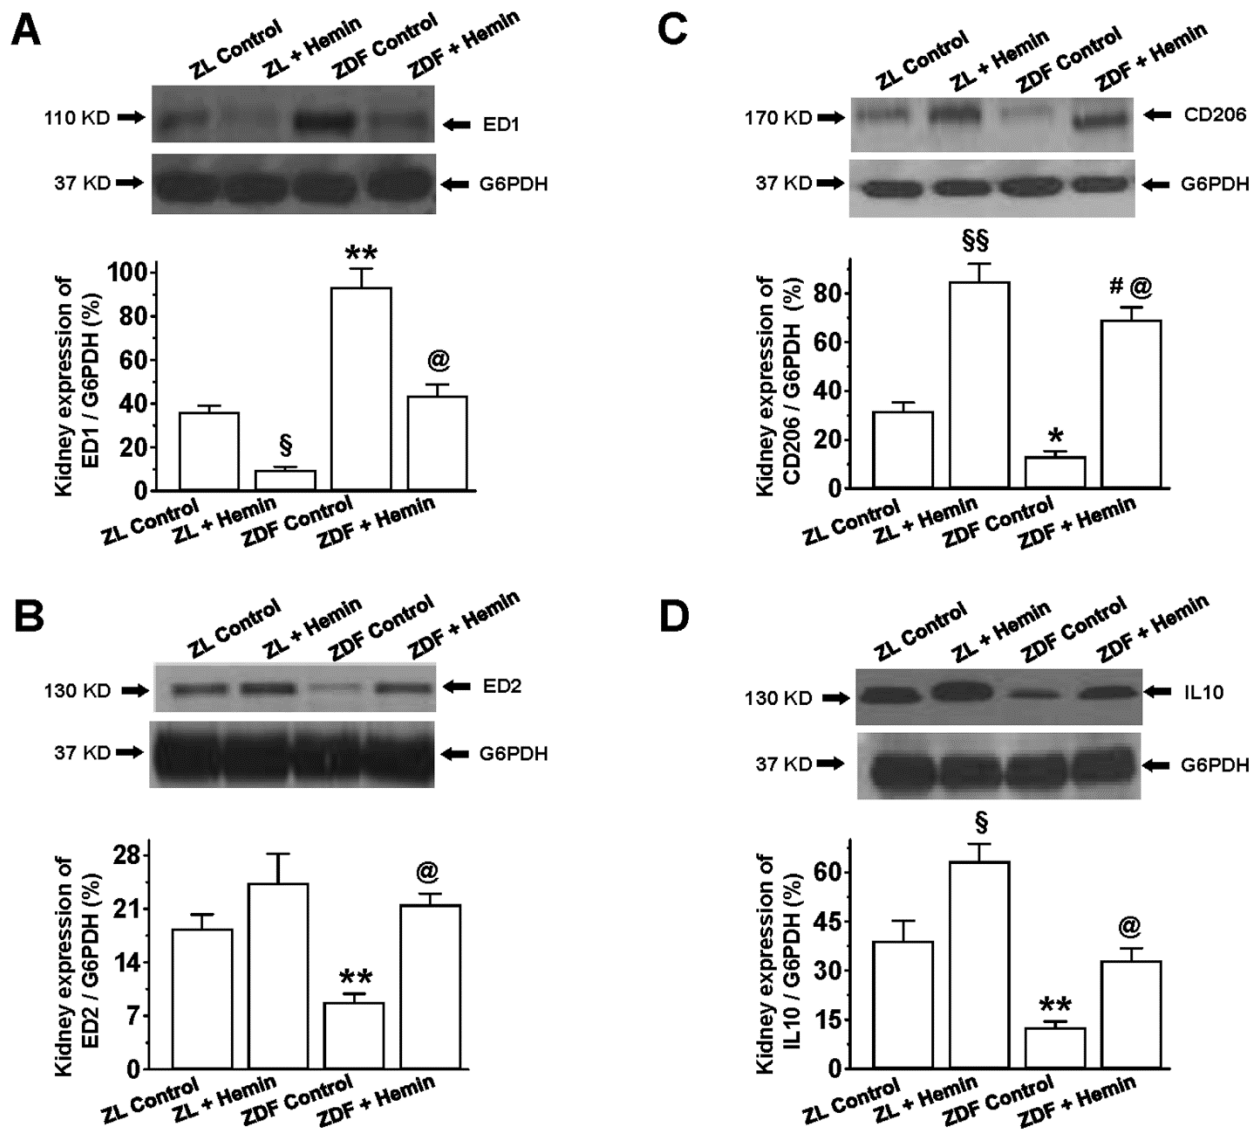 A
ZL Control
ZL + Hemin
ZDF Control
ZDF + Hemin
110 KD
ED1
37 KD
G6PDH
Kidney expression of
ED1 / G6PDH (%)
100
80
60
40
20
0
§
**
@
ZL Control
ZL + Hemin
ZDF Control
ZDF + Hemin
C
ZL Control
ZL + Hemin
ZDF Control
ZDF + Hemin
170 KD
CD206
37 KD
G6PDH
Kidney expression of
CD206 / G6PDH (%)
80
60
40
20
0
§§
*
# @
ZL Control
ZL + Hemin
ZDF Control
ZDF + Hemin
B
ZL Control
ZL + Hemin
ZDF Control
ZDF + Hemin
130 KD
ED2
37 KD
G6PDH
Kidney expression of
ED2 / G6PDH (%)
28
21
14
7
0
**
@
ZL Control
ZL + Hemin
ZDF Control
ZDF + Hemin
D
ZL Control
ZL + Hemin
ZDF Control
ZDF + Hemin
130 KD
IL10
37 KD
G6PDH
Kidney expression of
IL10 / G6PDH (%)
60
45
30
15
0
§
**
@
ZL Control
ZL + Hemin
ZDF Control
ZDF + Hemin